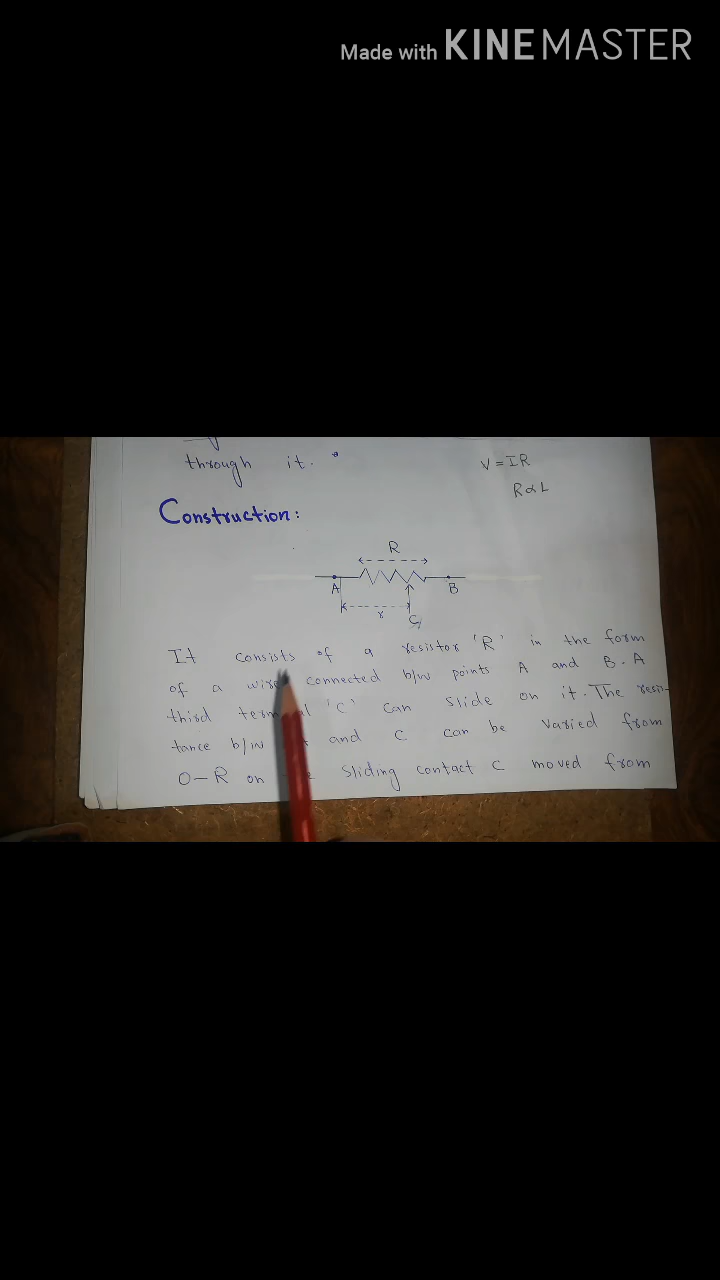 Made with KINEMASTER
through it. "
V = IR
R ∝ L
Construction:
R
A B
r C
It consists of a resistor 'R' in the form
of a wire connected b/w points A and B. A
third 'C' can slide on it. The resis-
tance b/w and C can be varied from
O-R on sliding contact C moved from